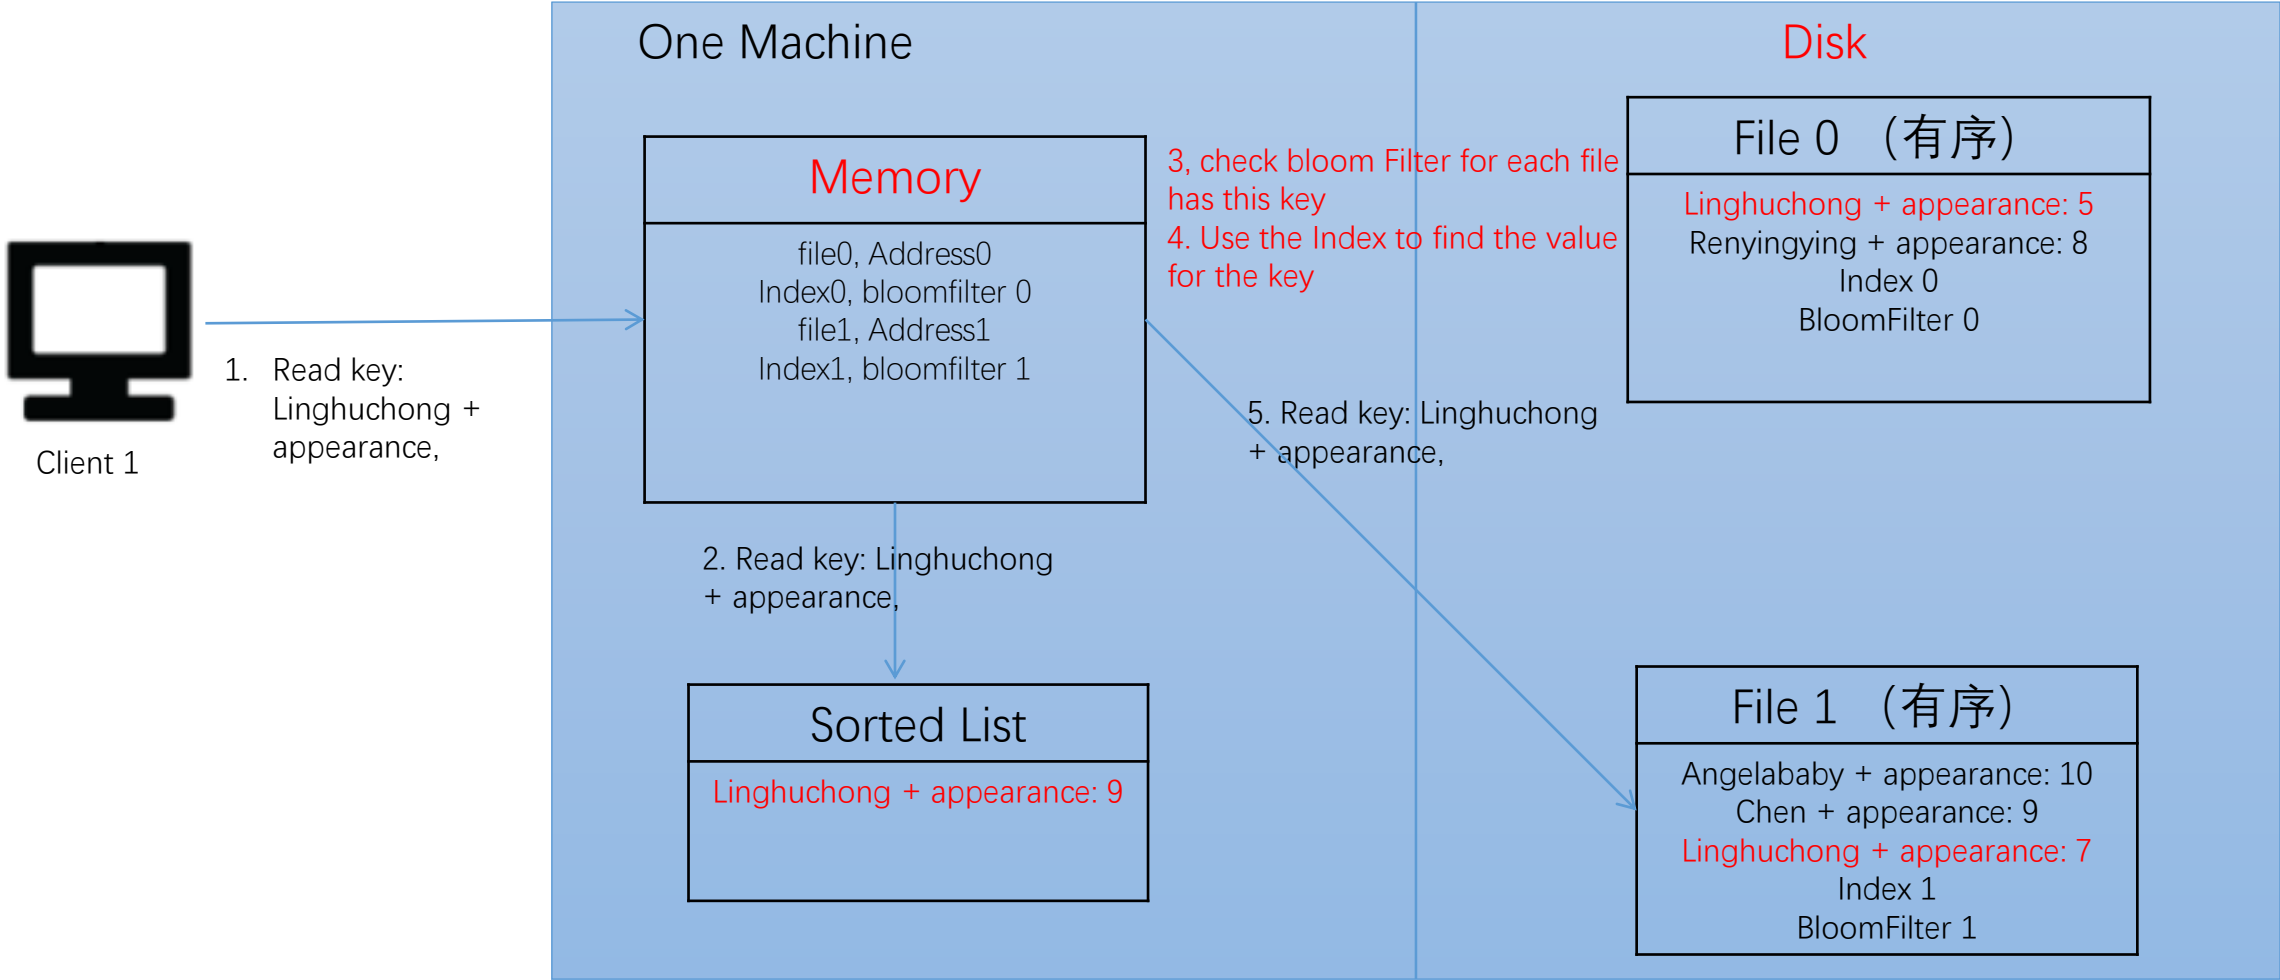 One Machine
Disk
Memory
file0, Address0
Index0, bloomfilter 0
file1, Address1
Index1, bloomfilter 1
3, check bloom Filter for each file
has this key
4. Use the Index to find the value
for the key
File 0 （有序）
Linghuchong + appearance: 5
Renyingying + appearance: 8
Index 0
BloomFilter 0
Client 1
1. Read key:
Linghuchong +
appearance,
5. Read key: Linghuchong
+ appearance,
2. Read key: Linghuchong
+ appearance,
Sorted List
Linghuchong + appearance: 9
File 1 （有序）
Angelababy + appearance: 10
Chen + appearance: 9
Linghuchong + appearance: 7
Index 1
BloomFilter 1